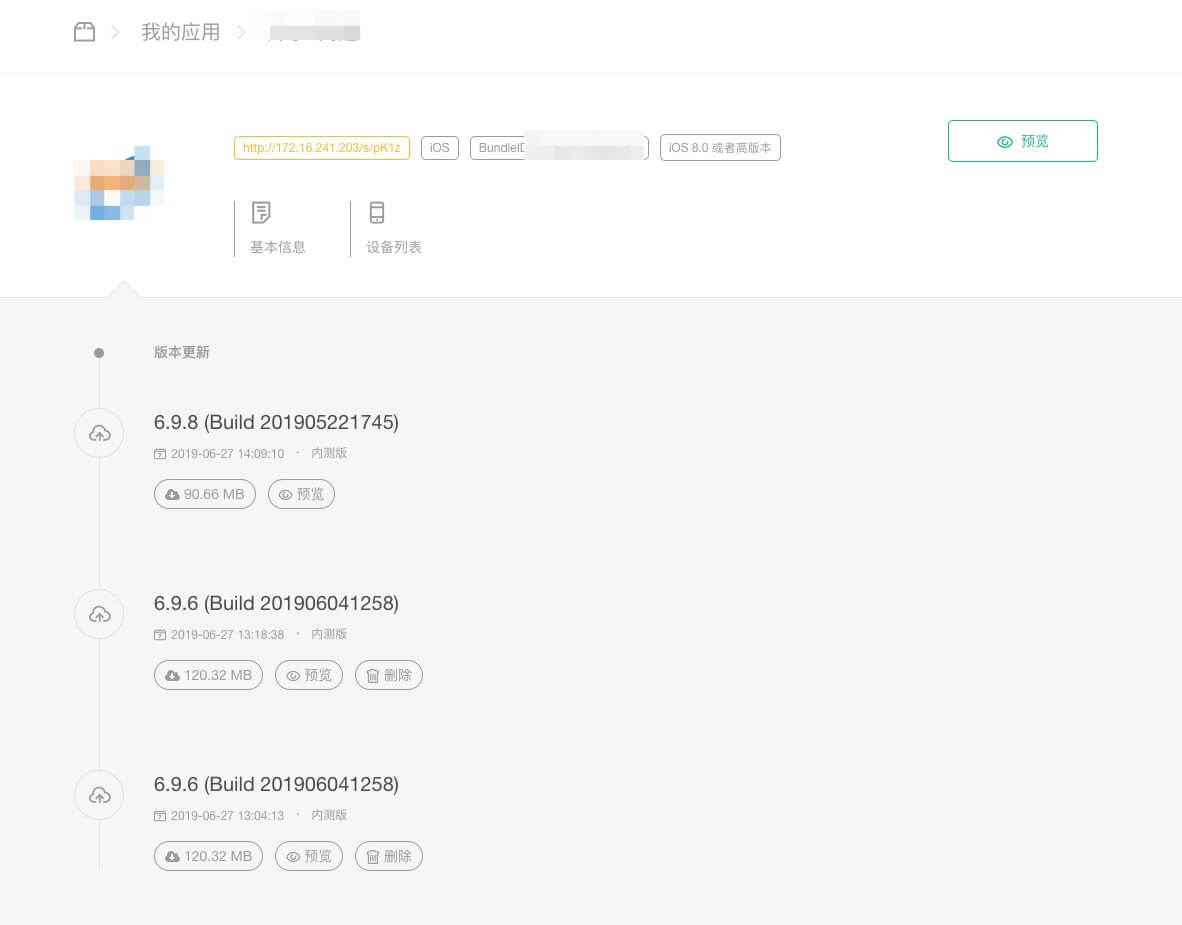 我的应用
http://172.16.241.203/s/pK1z iOS BundleID iOS 8.0 或者高版本 预览
基本信息 设备列表
版本更新
6.9.8 (Build 201905221745)
2019-06-27 14:09:10 · 内测版
90.66 MB 预览
6.9.6 (Build 201906041258)
2019-06-27 13:18:38 · 内测版
120.32 MB 预览 删除
6.9.6 (Build 201906041258)
2019-06-27 13:04:13 · 内测版
120.32 MB 预览 删除